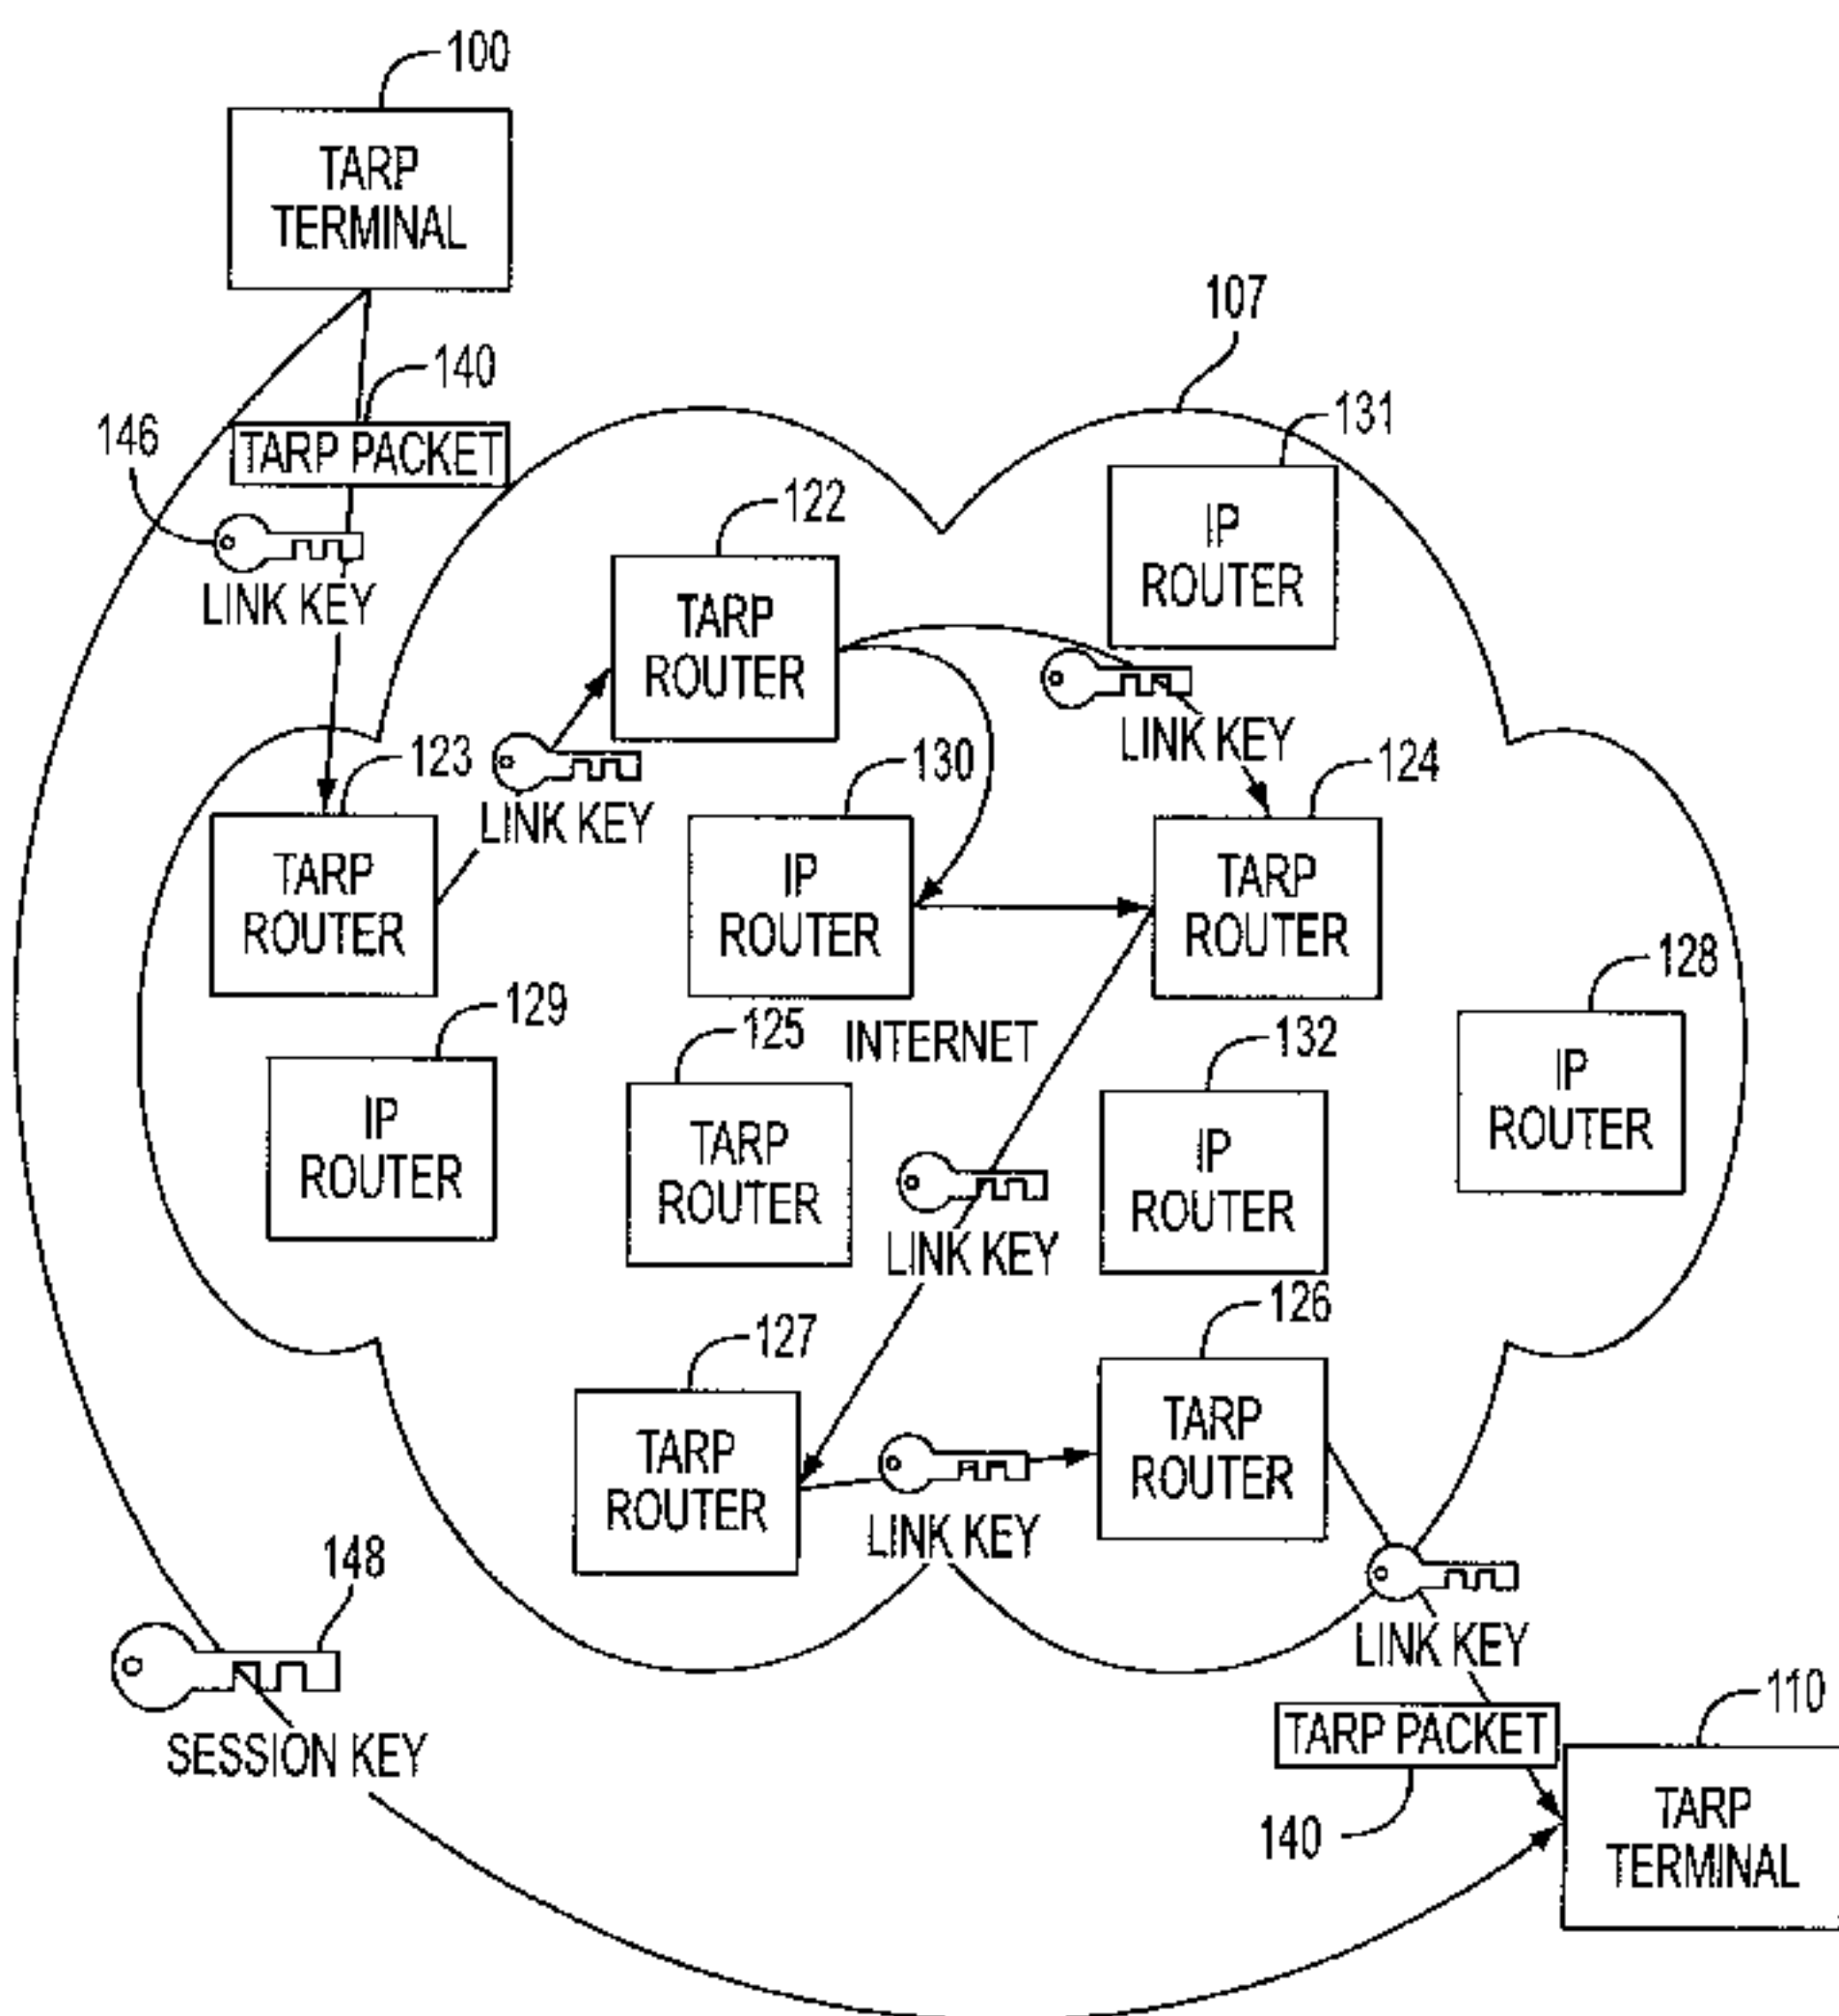 100
TARP
TERMINAL
107
140
131
146
TARP PACKET
122
IP
ROUTER
LINK KEY
TARP
ROUTER
LINK KEY
123
130
124
LINK KEY
TARP
ROUTER
IP
ROUTER
TARP
ROUTER
128
129
125
INTERNET
132
IP
ROUTER
IP
ROUTER
TARP
ROUTER
IP
ROUTER
LINK KEY
126
127
TARP
ROUTER
TARP
ROUTER
LINK KEY
148
LINK KEY
110
SESSION KEY
TARP PACKET
140
TARP
TERMINAL